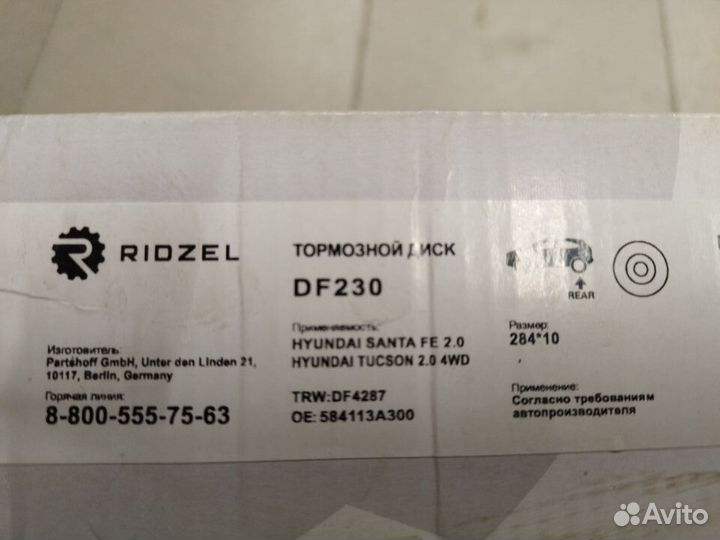 RIDZEL
Изготовитель:
Partshoff GmbH, Unter den Linden 21,
10117, Berlin, Germany
Горячая линия:
8-800-555-75-63
ТОРМОЗНОЙ ДИСК
DF230
Применяемость:
HYUNDAI SANTA FE 2.0
HYUNDAI TUCSON 2.0 4WD
TRW:DF4287
OE: 584113A300
REAR
Размер:
284*10
Применение:
Согласно требованиям
автопроизводителя
Avito